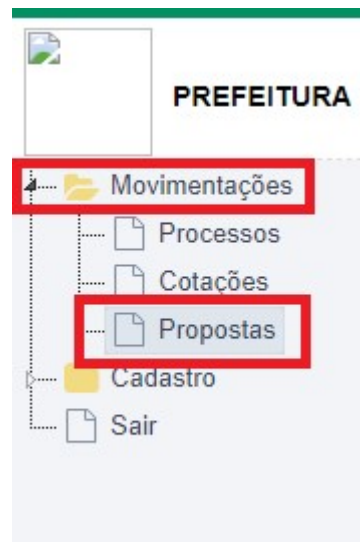 PREFEITURA
Movimentações
Processos
Cotações
Propostas
Cadastro
Sair